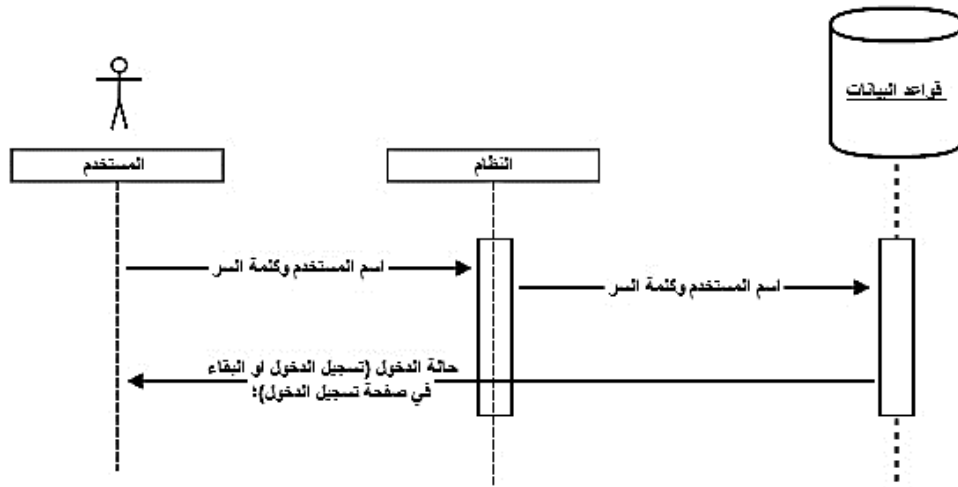 قواعد البيانات
المستخدم
النظام
اسم المستخدم وكلمة السر
اسم المستخدم وكلمة السر
حالة الدخول (تسجيل الدخول او البقاء
في صفحة تسجيل الدخول)؛